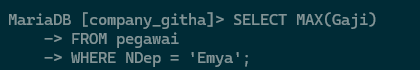 MariaDB [company_githa]> SELECT MAX(Gaji)
-> FROM pegawai
-> WHERE NDep = 'Emya';